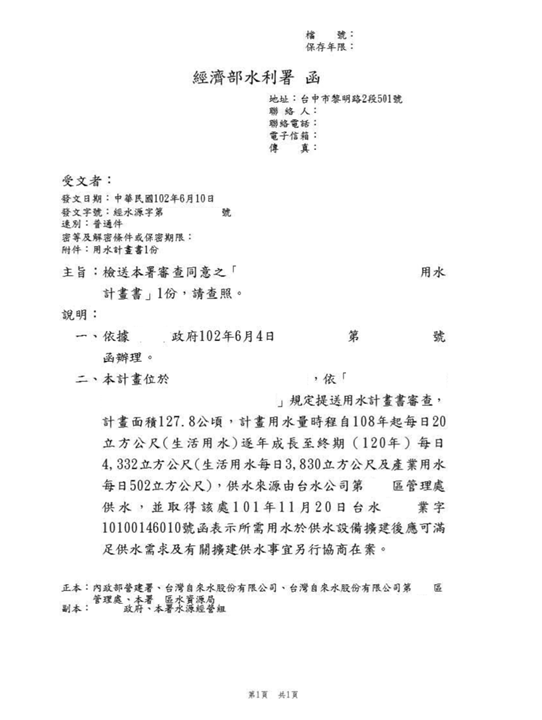 檔　　號：
保存年限：
經濟部水利署 函
地址：台中市黎明路2段501號
聯 絡 人：
聯絡電話：
電子信箱：
傳　　真：
受文者：
發文日期：中華民國102年6月10日
發文字號：經水源字第　　　　　號
速別：普通件
密等及解密條件或保密期限：
附件：用水計畫書1份
主旨：檢送本署審查同意之「　　　　　　　　　　用水
計畫書」1份，請查照。
說明：
一、依據　　政府102年6月4日　　　　第　　　　號
函辦理。
二、本計畫位於　　　　　　　　，依「
」規定提送用水計畫書審查，
計畫面積127.8公頃，計畫用水量時程自108年起每日20
立方公尺(生活用水)逐年成長至終期（120年）每日
4,332立方公尺(生活用水每日3,830立方公尺及產業用水
每日502立方公尺)，供水來源由台水公司第　　區管理處
供水，並取得該處101年11月20日台水　　業字
10100146010號函表示所需用水於供水設備擴建後應可滿
足供水需求及有關擴建供水事宜另行協商在案。
正本：內政部營建署、台灣自來水股份有限公司、台灣自來水股份有限公司第　　區
管理處、本署　區水資源局
副本：　　　政府、本署水源經營組
第1頁　共1頁